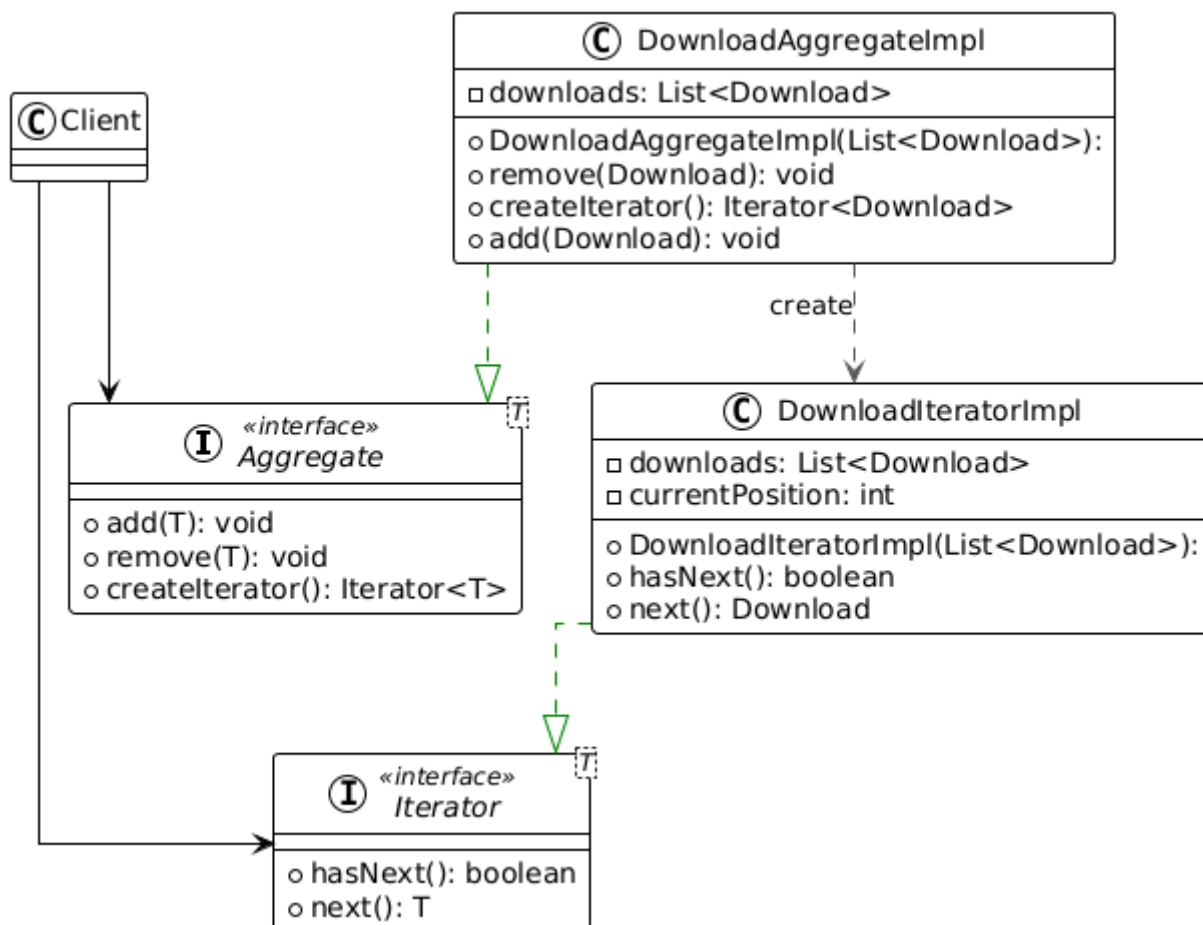 C DownloadAggregateImpl
downloads: List<Download>
DownloadAggregateImpl(List<Download>):
remove(Download): void
createIterator(): Iterator<Download>
add(Download): void
C Client
create
T
«interface»
I Aggregate
add(T): void
remove(T): void
createIterator(): Iterator<T>
C DownloadIteratorImpl
downloads: List<Download>
currentPosition: int
DownloadIteratorImpl(List<Download>):
hasNext(): boolean
next(): Download
T
«interface»
I Iterator
hasNext(): boolean
next(): T